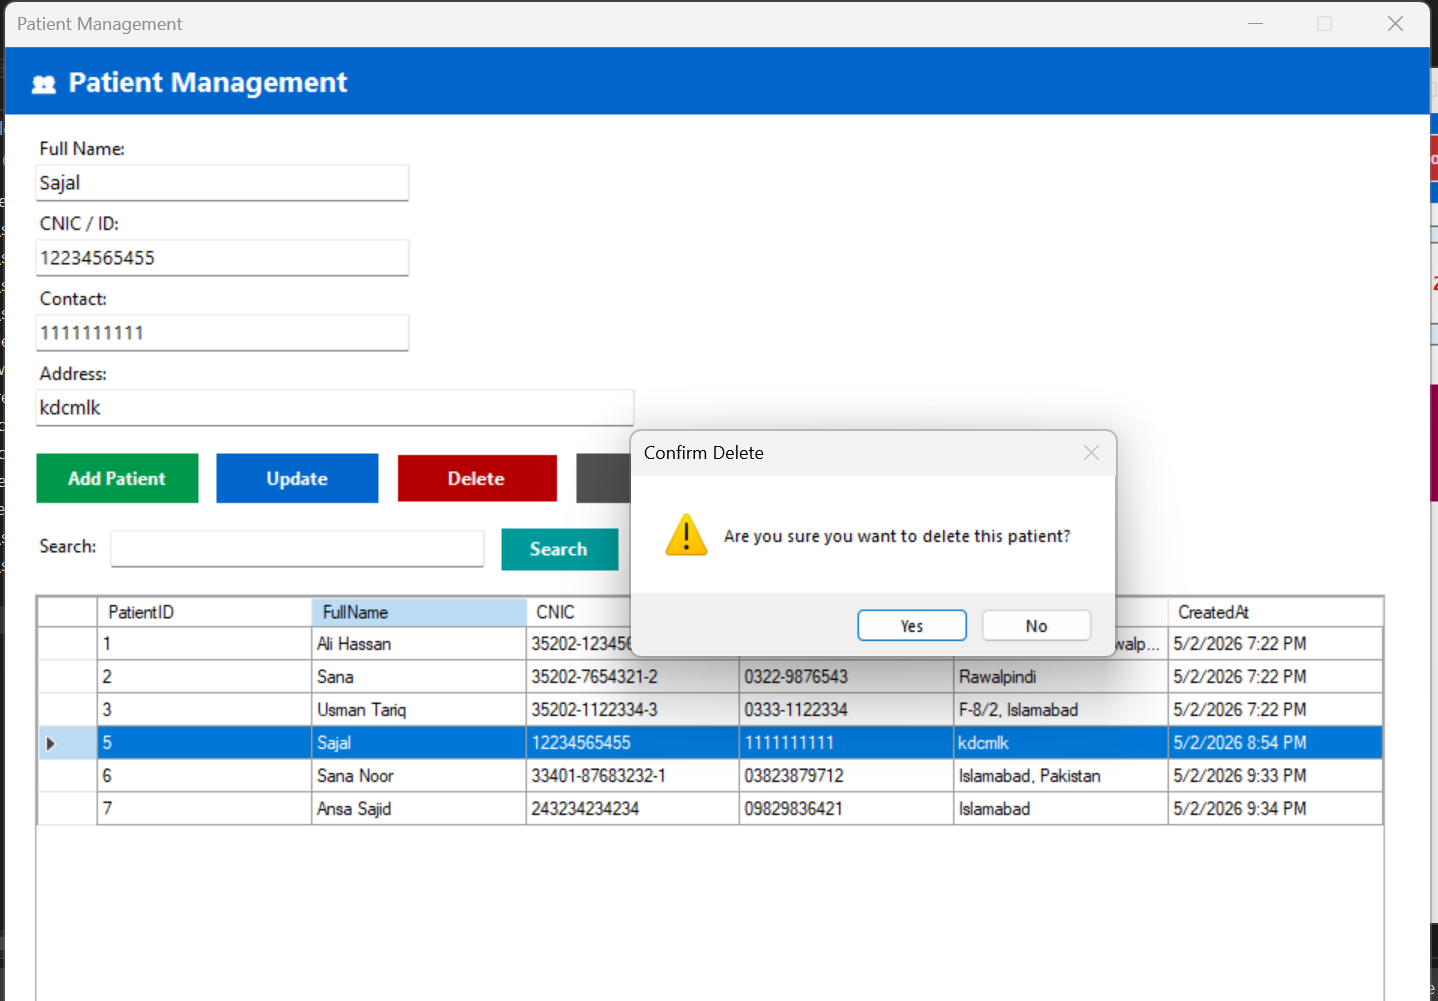 Patient Management
Patient Management
Full Name:
Sajal
CNIC / ID:
12234565455
Contact:
1111111111
Address:
kdcmlk
Add Patient Update Delete
Confirm Delete
Are you sure you want to delete this patient?
Yes No
Search: Search
PatientID FullName CNIC CreatedAt
1 Ali Hassan 35202-123456 walp... 5/2/2026 7:22 PM
2 Sana 35202-7654321-2 0322-9876543 Rawalpindi 5/2/2026 7:22 PM
3 Usman Tariq 35202-1122334-3 0333-1122334 F-8/2, Islamabad 5/2/2026 7:22 PM
5 Sajal 12234565455 1111111111 kdcmlk 5/2/2026 8:54 PM
6 Sana Noor 33401-87683232-1 03823879712 Islamabad, Pakistan 5/2/2026 9:33 PM
7 Ansa Sajid 243234234234 09829836421 Islamabad 5/2/2026 9:34 PM